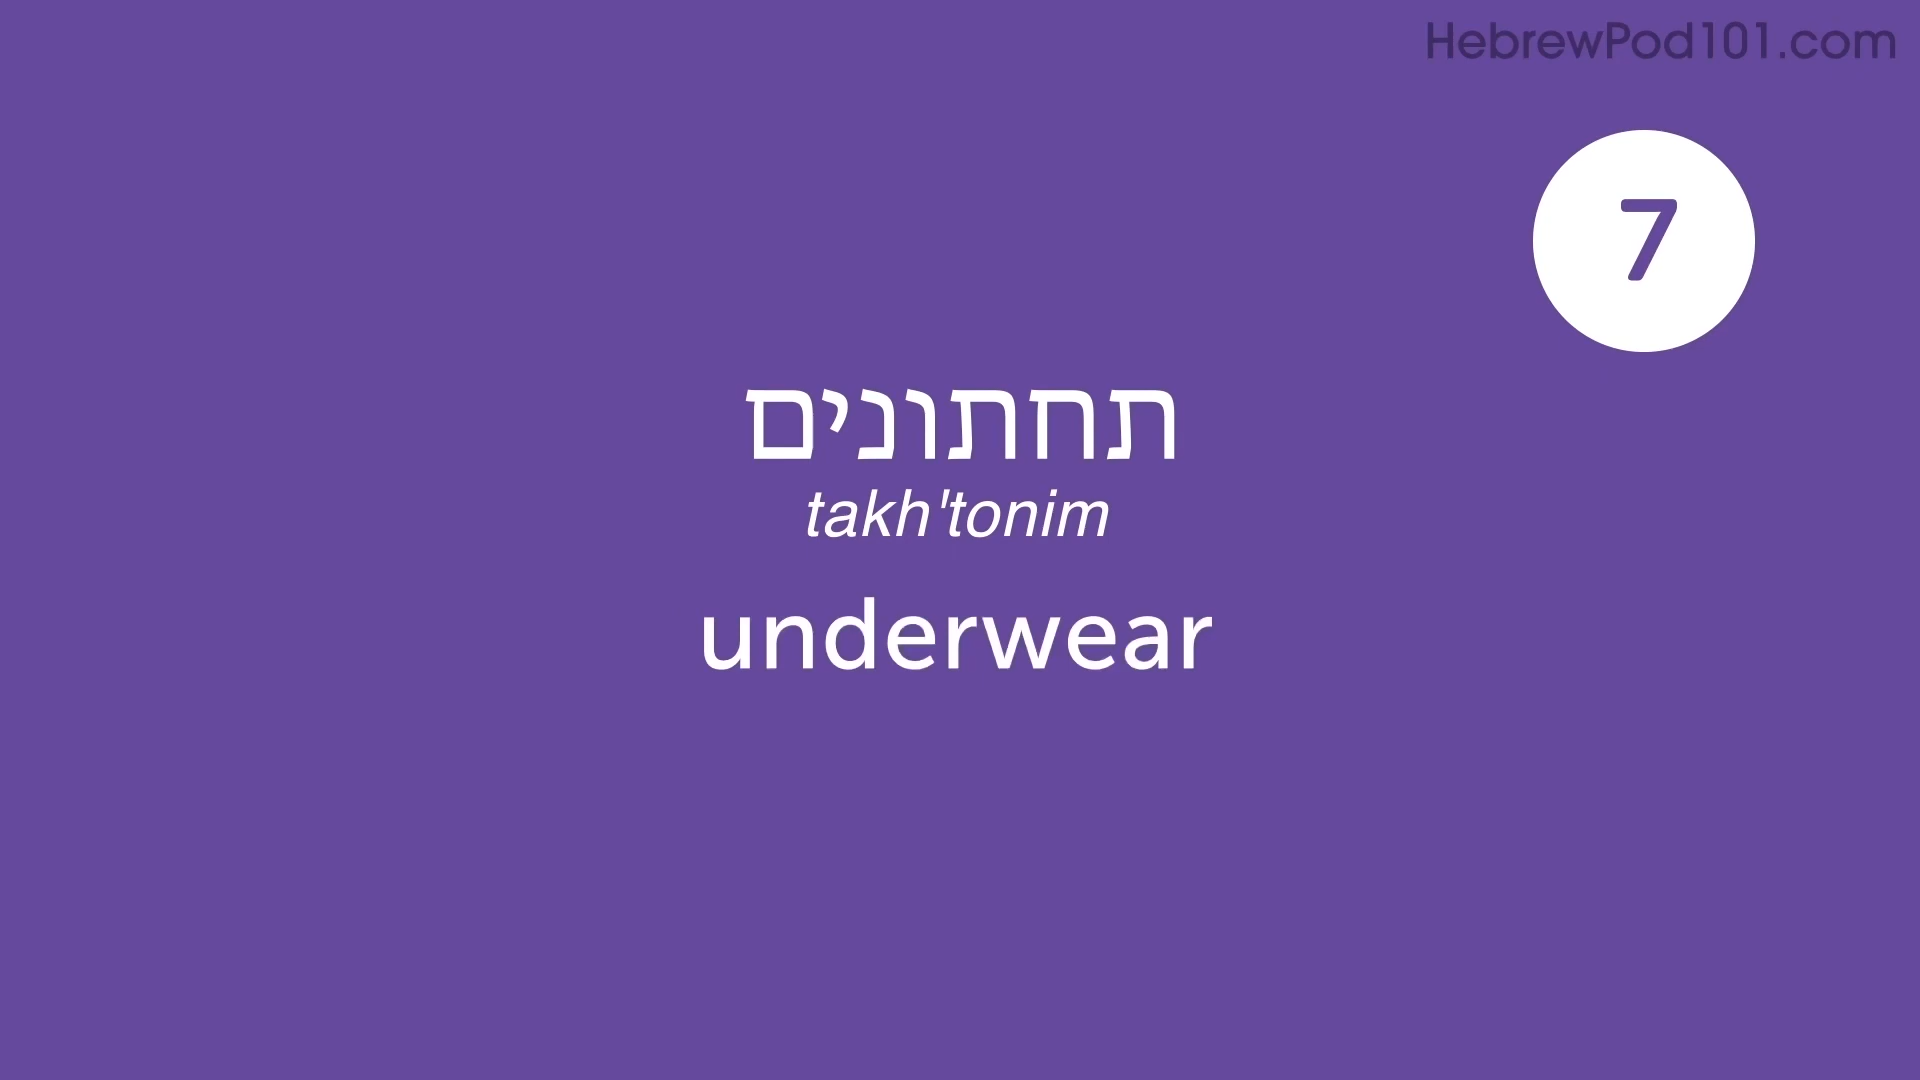 HebrewPod101.com
7
תחתונים
takh'tonim
underwear